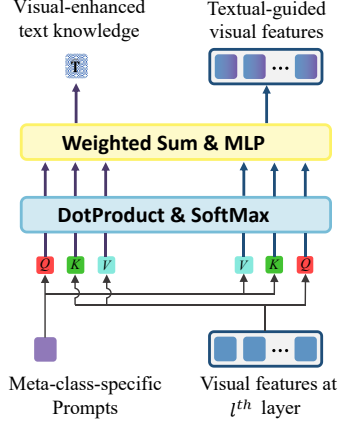 Visual-enhanced
text knowledge
Textual-guided
visual features
T
...
Weighted Sum & MLP
DotProduct & SoftMax
Q K V V K Q
...
Meta-class-specific
Prompts
Visual features at
lᵗʰ layer